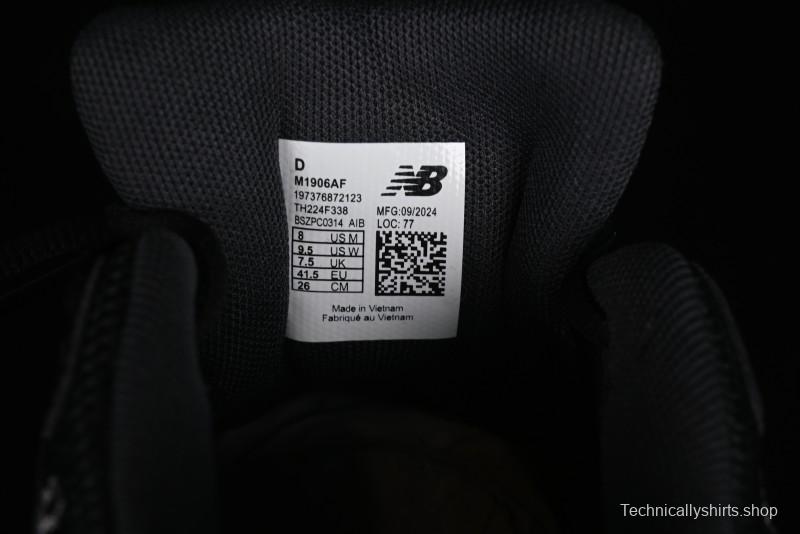 D
M1906AF
197376872123
TH224F338
BSZPC0314 AIB
NB
MFG:09/2024
LOC: 77
8 US M
9.5 US W
7.5 UK
41.5 EU
26 CM
Made in Vietnam
Fabriqué au Vietnam
Technicallyshirts.shop